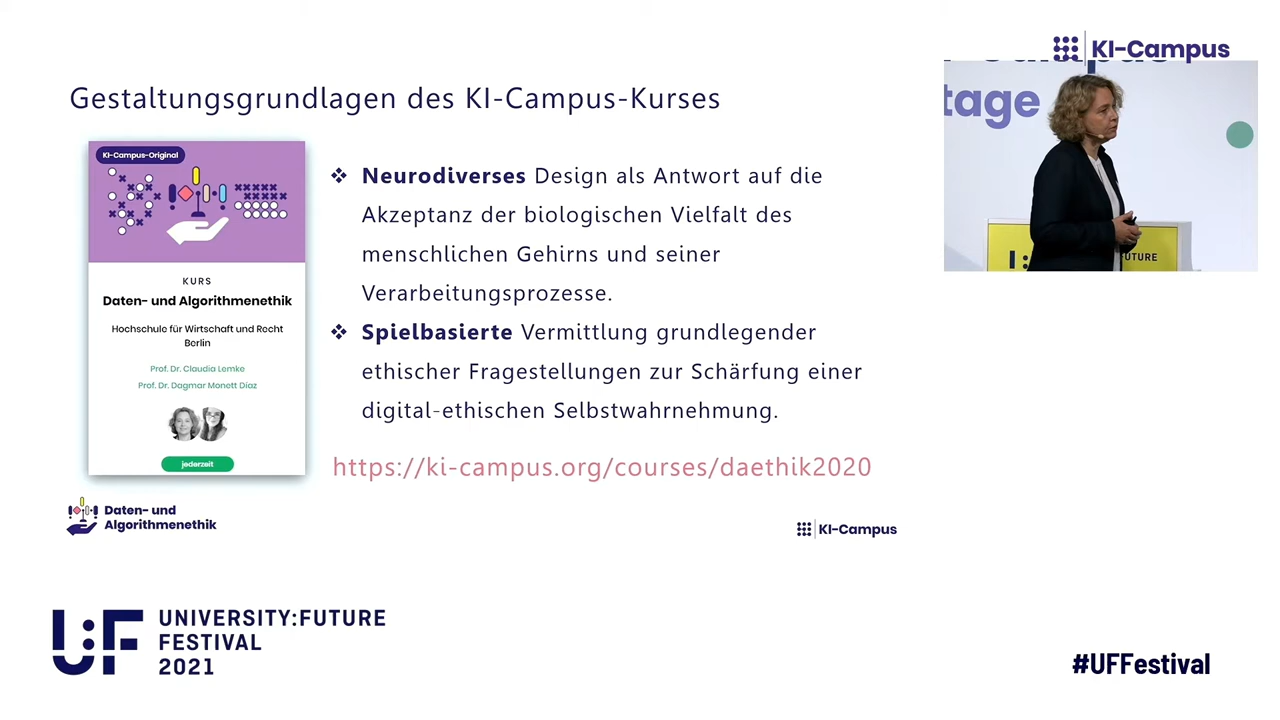 KI-Campus
tage
FUTURE
Gestaltungsgrundlagen des KI-Campus-Kurses
KI-Campus-Original
KURS
Daten- und Algorithmenethik
Hochschule für Wirtschaft und Recht
Berlin
Prof. Dr. Claudia Lemke
Prof. Dr. Dagmar Monett Díaz
jederzeit
❖ Neurodiverses Design als Antwort auf die
Akzeptanz der biologischen Vielfalt des
menschlichen Gehirns und seiner
Verarbeitungsprozesse.
❖ Spielbasierte Vermittlung grundlegender
ethischer Fragestellungen zur Schärfung einer
digital-ethischen Selbstwahrnehmung.
https://ki-campus.org/courses/daethik2020
Daten- und
Algorithmenethik
KI-Campus
U:F
UNIVERSITY:FUTURE
FESTIVAL
2021
#UFFestival